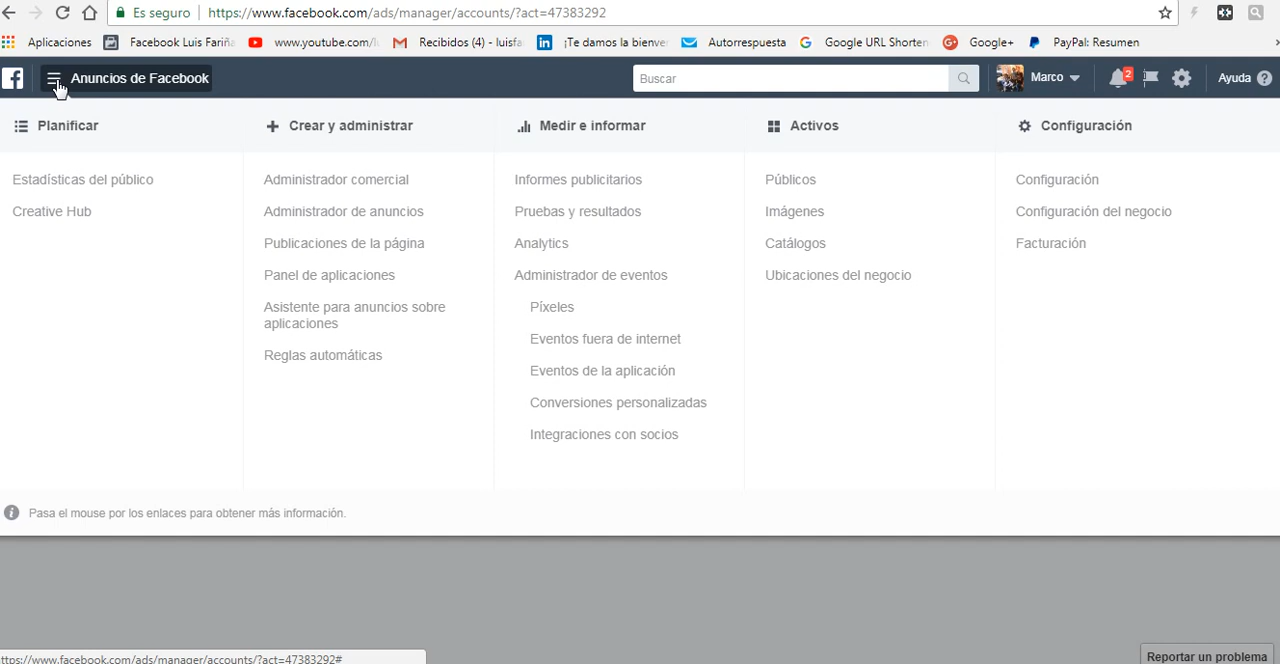 Es seguro https://www.facebook.com/ads/manager/accounts/?act=47383292
Aplicaciones Facebook Luis Fariña www.youtube.com/ Recibidos (4) - luisfa ¡Te damos la bienver Autorrespuesta Google URL Shorten Google+ PayPal: Resumen
Anuncios de Facebook Buscar Marco 2 Ayuda
Planificar
Estadísticas del público
Creative Hub
Crear y administrar
Administrador comercial
Administrador de anuncios
Publicaciones de la página
Panel de aplicaciones
Asistente para anuncios sobre
aplicaciones
Reglas automáticas
Medir e informar
Informes publicitarios
Pruebas y resultados
Analytics
Administrador de eventos
Píxeles
Eventos fuera de internet
Eventos de la aplicación
Conversiones personalizadas
Integraciones con socios
Activos
Públicos
Imágenes
Catálogos
Ubicaciones del negocio
Configuración
Configuración
Configuración del negocio
Facturación
Pasa el mouse por los enlaces para obtener más información.
ttps://www.facebook.com/ads/manager/accounts/?act=47383292#
Reportar un problema